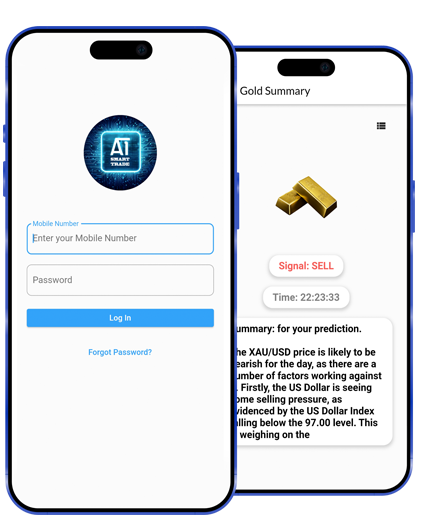 AT
SMART
TRADE
Mobile Number
Enter your Mobile Number
Password
Log In
Forgot Password?
Gold Summary
Signal: SELL
Time: 22:23:33
ummary: for your prediction.
he XAU/USD price is likely to be
earish for the day, as there are a
umber of factors working against
. Firstly, the US Dollar is seeing
ome selling pressure, as
videnced by the US Dollar Index
alling below the 97.00 level. This
weighing on the